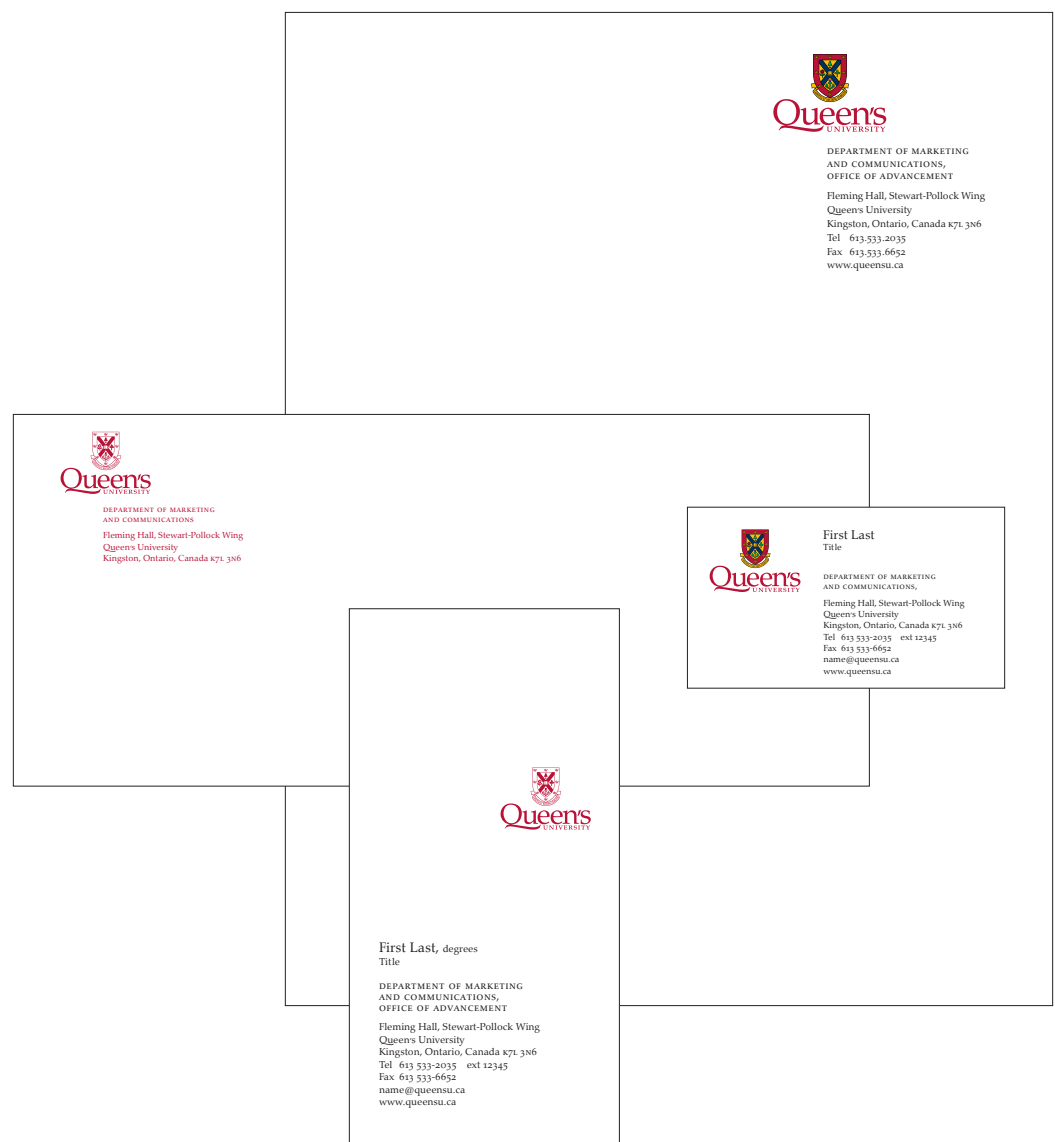 Queen's
UNIVERSITY
DEPARTMENT OF MARKETING
AND COMMUNICATIONS,
OFFICE OF ADVANCEMENT
Fleming Hall, Stewart-Pollock Wing
Queen's University
Kingston, Ontario, Canada K7L 3N6
Tel 613.533.2035
Fax 613.533.6652
www.queensu.ca
Queen's
UNIVERSITY
DEPARTMENT OF MARKETING
AND COMMUNICATIONS
Fleming Hall, Stewart-Pollock Wing
Queen's University
Kingston, Ontario, Canada K7L 3N6
Queen's
UNIVERSITY
First Last
Title
DEPARTMENT OF MARKETING
AND COMMUNICATIONS,
Fleming Hall, Stewart-Pollock Wing
Queen's University
Kingston, Ontario, Canada K7L 3N6
Tel 613 533-2035 ext 12345
Fax 613 533-6652
name@queensu.ca
www.queensu.ca
Queen's
UNIVERSITY
First Last, degrees
Title
DEPARTMENT OF MARKETING
AND COMMUNICATIONS,
OFFICE OF ADVANCEMENT
Fleming Hall, Stewart-Pollock Wing
Queen's University
Kingston, Ontario, Canada K7L 3N6
Tel 613 533-2035 ext 12345
Fax 613 533-6652
name@queensu.ca
www.queensu.ca